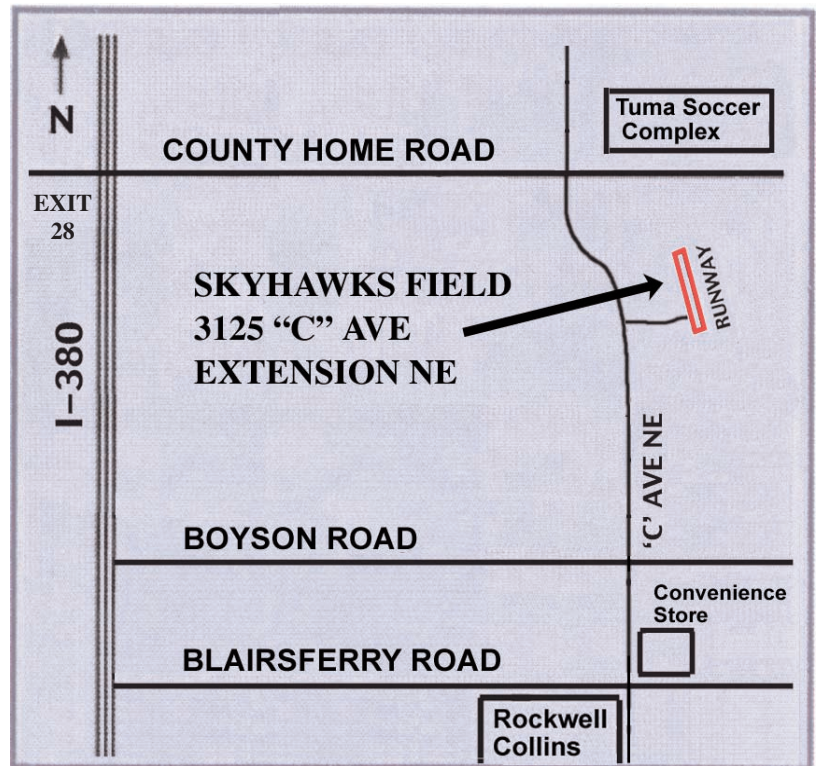 N
Tuma Soccer
Complex
COUNTY HOME ROAD
EXIT
28
SKYHAWKS FIELD
3125 “C” AVE
EXTENSION NE
RUNWAY
I-380
'C' AVE NE
BOYSON ROAD
Convenience
Store
BLAIRSFERRY ROAD
Rockwell
Collins